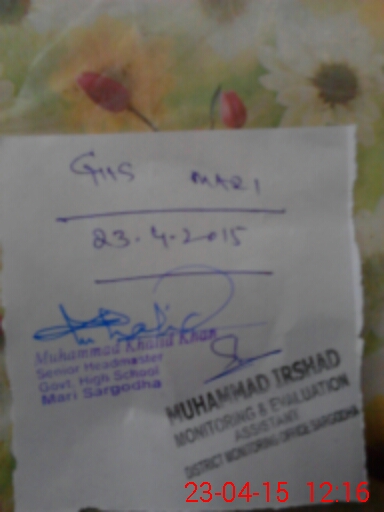 GHS MARI
23.4.2015
Muhammad Khalid Khan
Senior Headmaster
Govt. High School
Mari Sargodha
MUHAMMAD IRSHAD
MONITORING & EVALUATION
ASSISTANT
DISTRICT MONITORING OFFICE SARGODHA
23-04-15 12:16